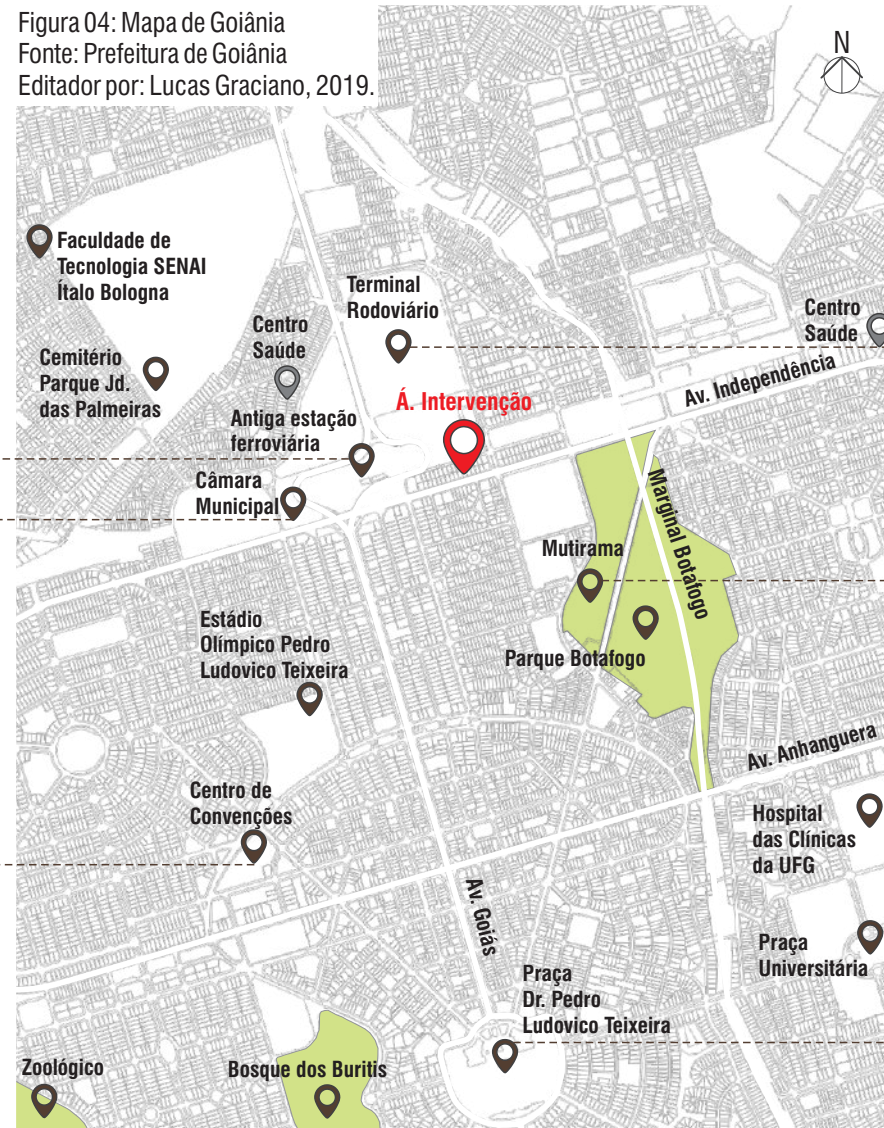 Figura 04: Mapa de Goiânia
Fonte: Prefeitura de Goiânia
Editador por: Lucas Graciano, 2019.
N
Faculdade de
Tecnologia SENAI
Ítalo Bologna
Terminal
Rodoviário
Centro
Saúde
Centro
Saúde
Cemitério
Parque Jd.
das Palmeiras
Av. Independência
Á. Intervenção
Antiga estação
ferroviária
Câmara
Municipal
Marginal Botafogo
Mutirama
Estádio
Olímpico Pedro
Ludovico Teixeira
Parque Botafogo
Av. Anhanguera
Centro de
Convenções
Hospital
das Clínicas
da UFG
Av. Goiás
Praça
Universitária
Praça
Dr. Pedro
Ludovico Teixeira
Zoológico
Bosque dos Buritis